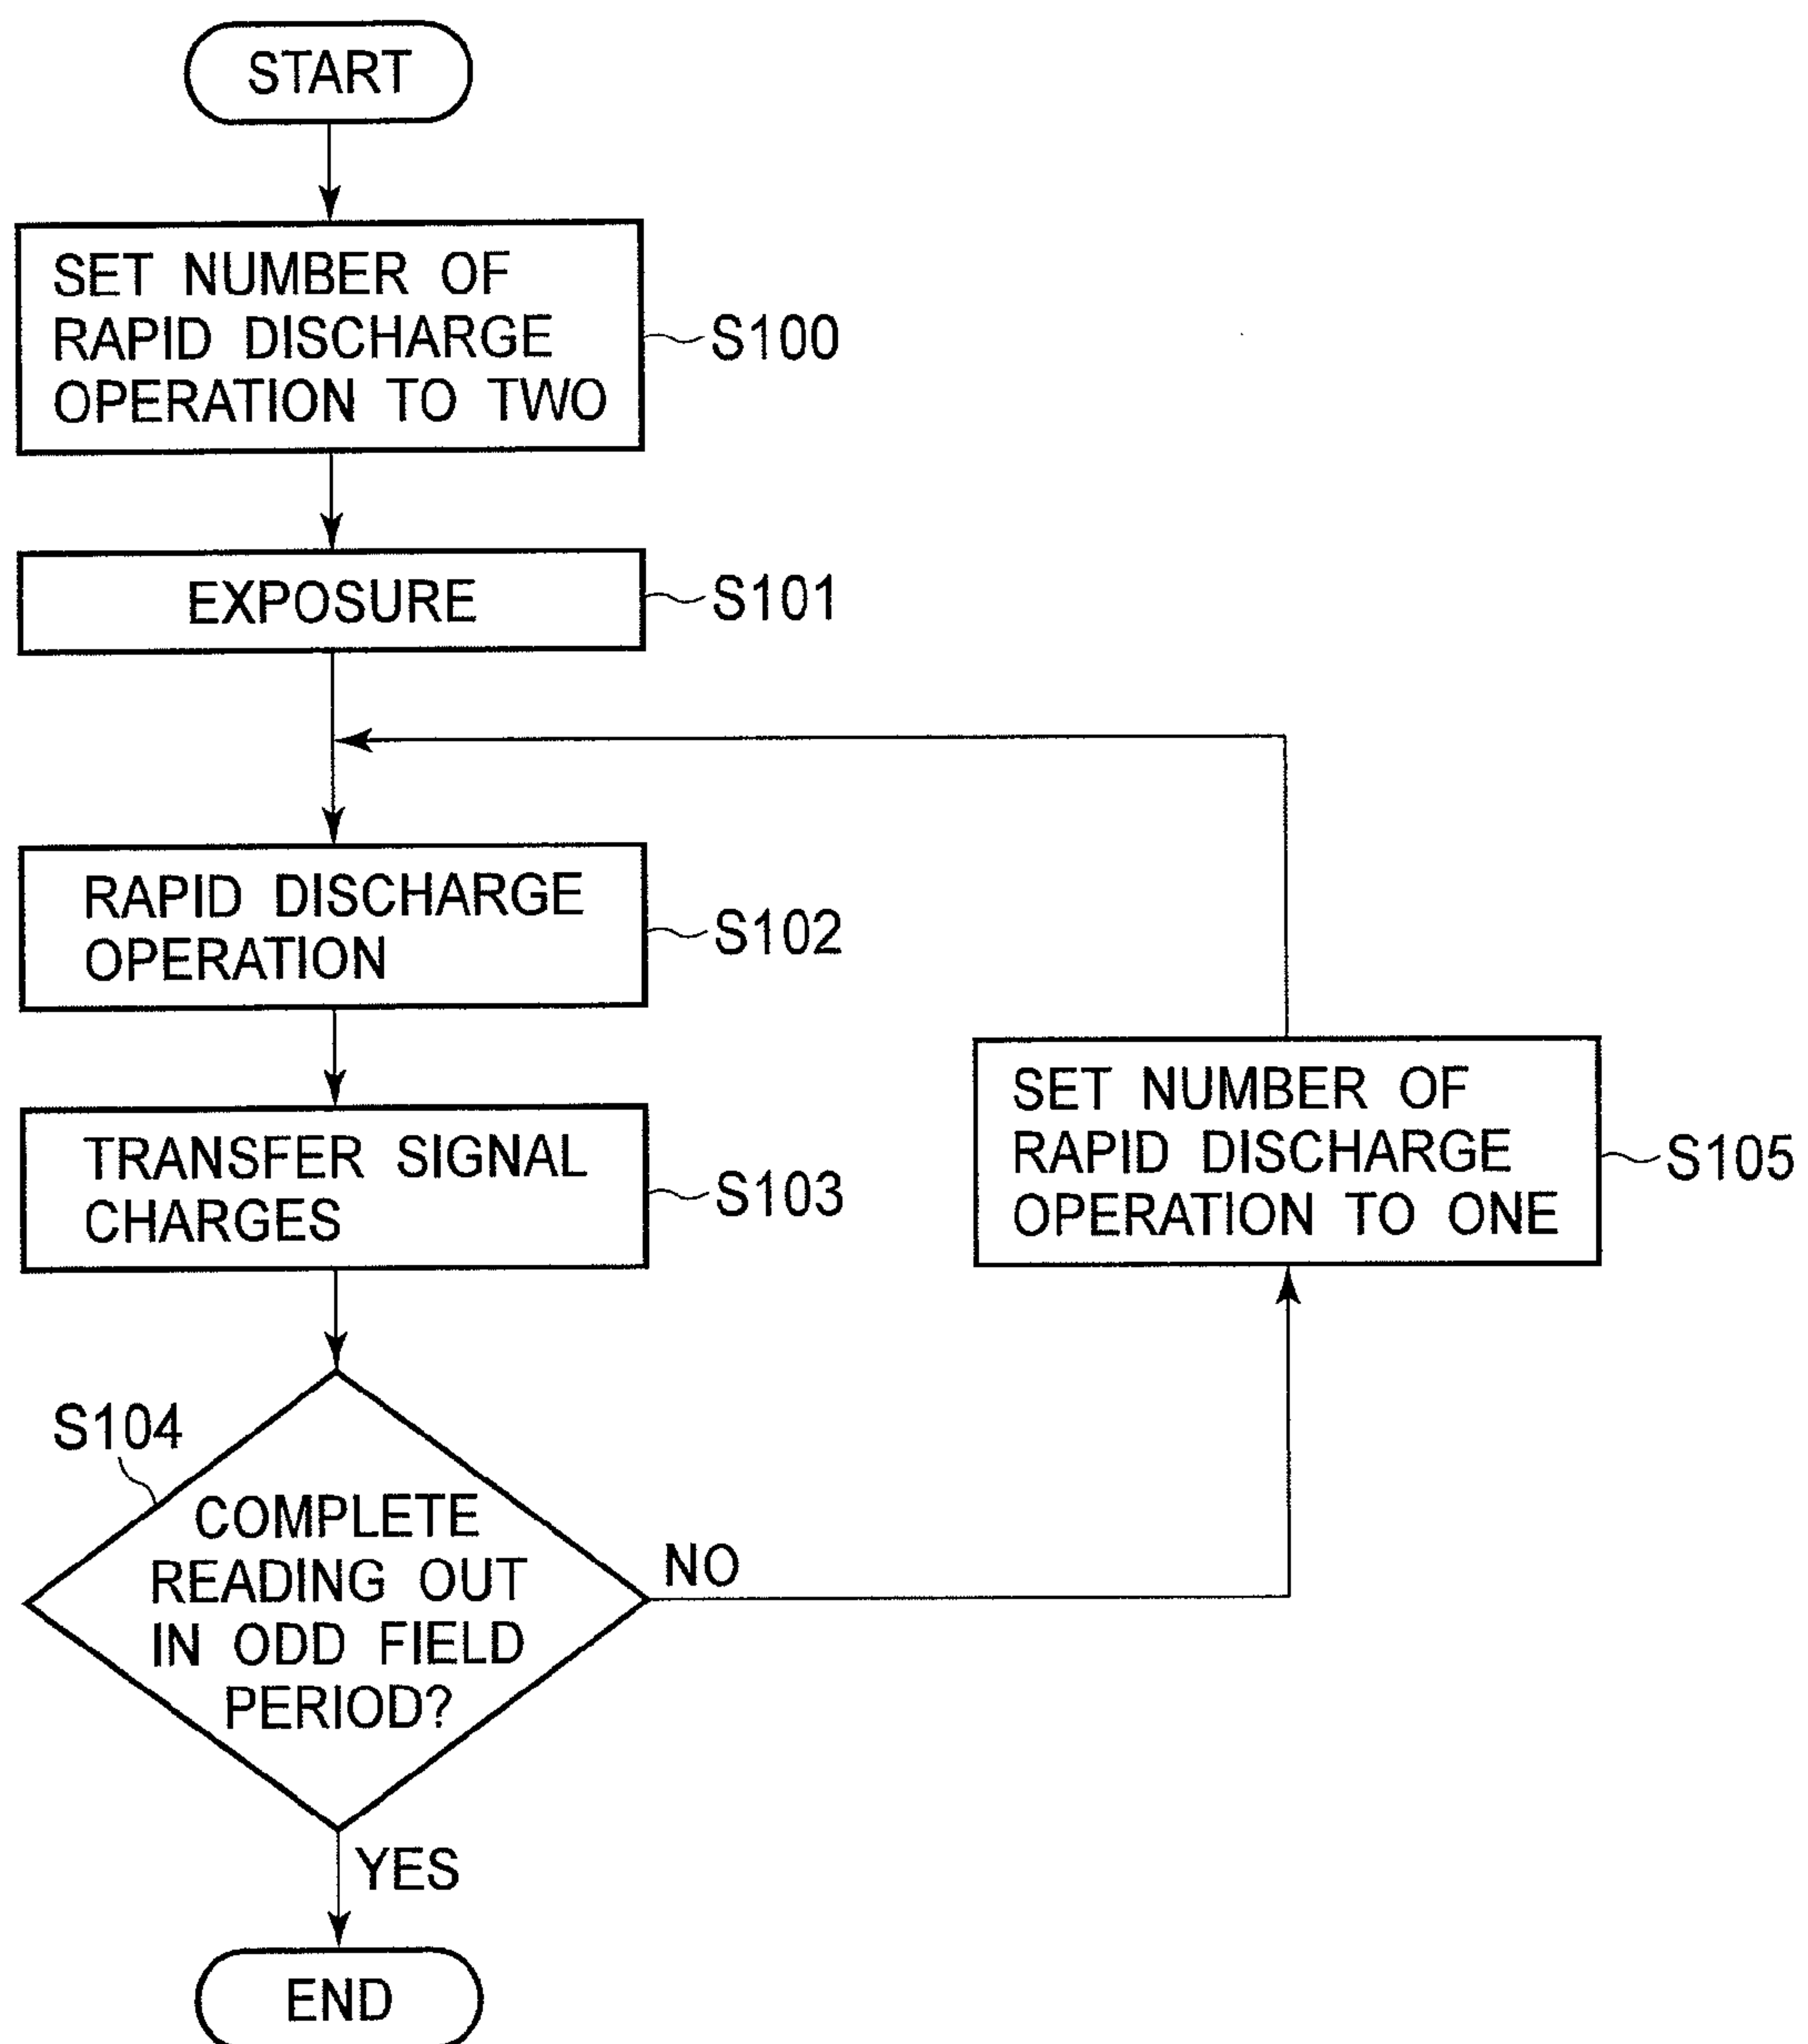 START
SET NUMBER OF
RAPID DISCHARGE
OPERATION TO TWO
S100
EXPOSURE
S101
RAPID DISCHARGE
OPERATION
S102
TRANSFER SIGNAL
CHARGES
S103
SET NUMBER OF
RAPID DISCHARGE
OPERATION TO ONE
S105
S104
COMPLETE
READING OUT
IN ODD FIELD
PERIOD?
NO
YES
END